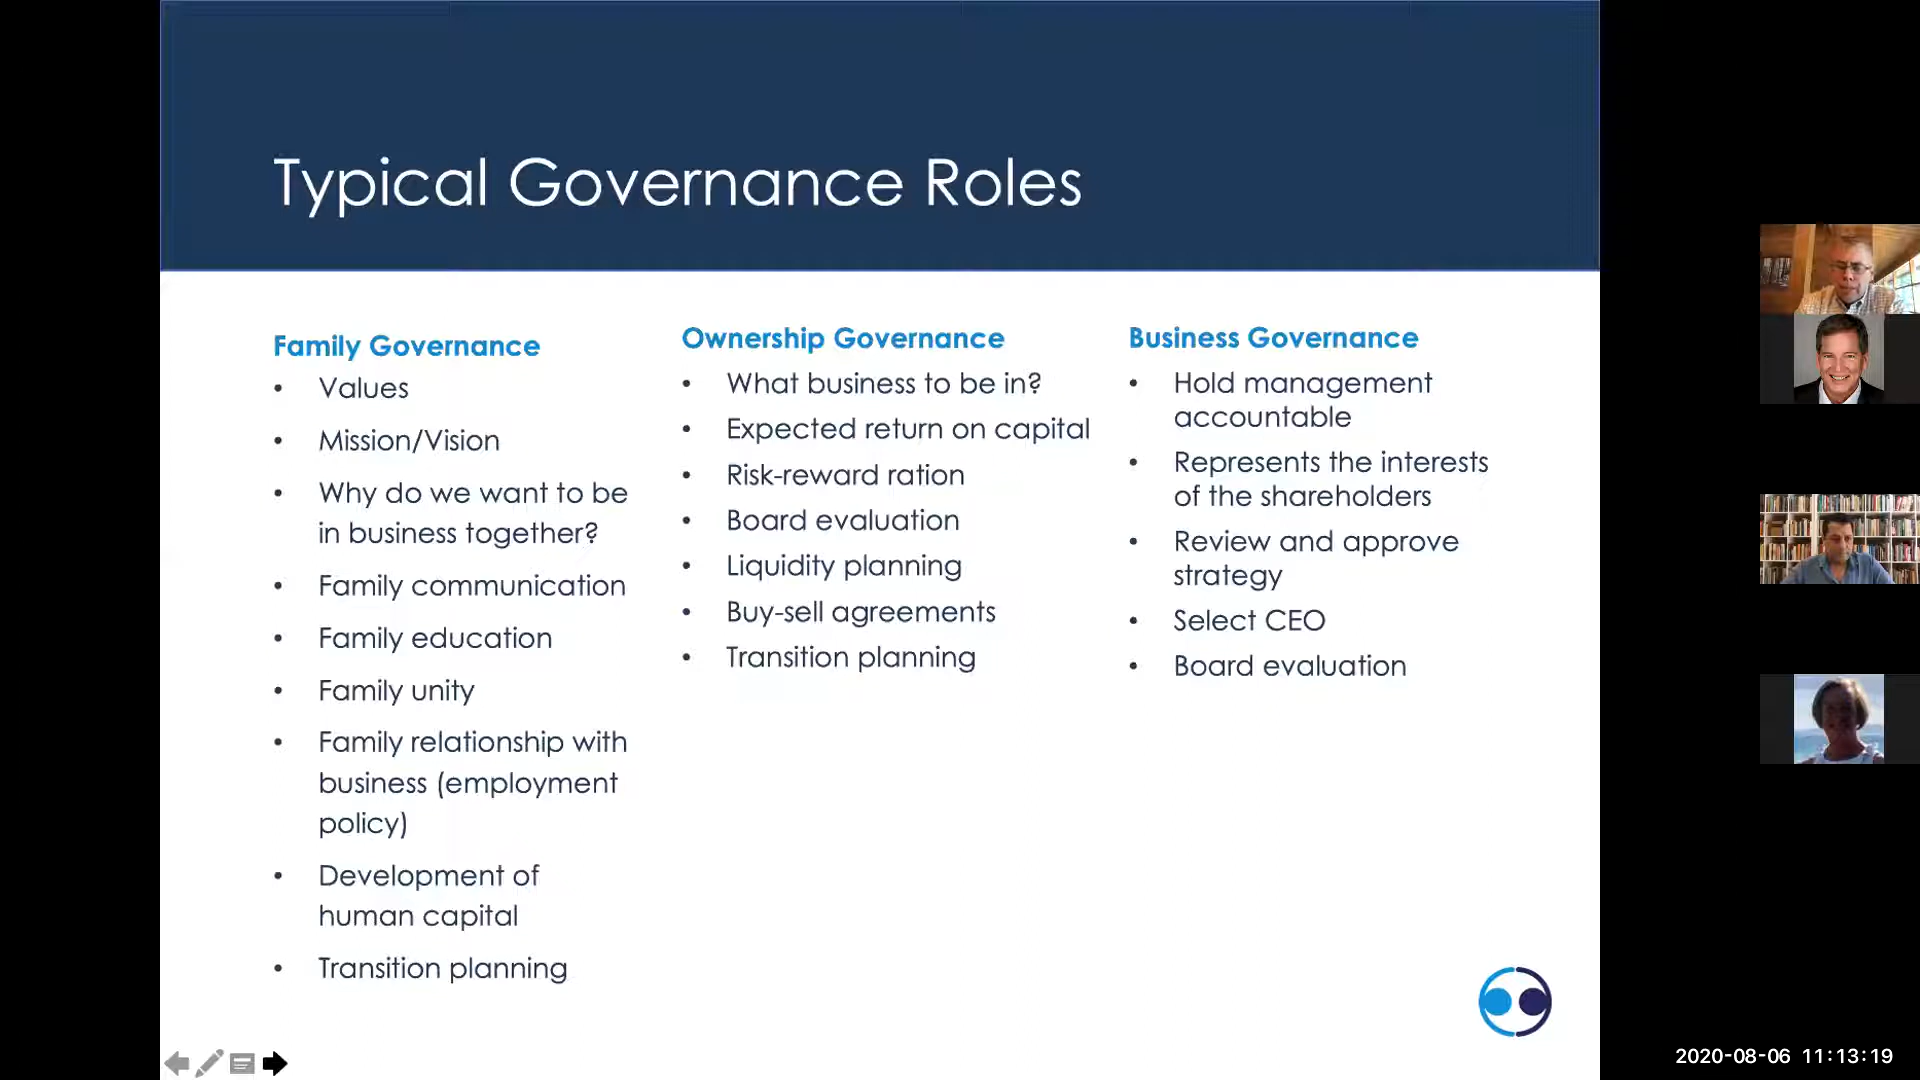 Typical Governance Roles
Family Governance
• Values
• Mission/Vision
• Why do we want to be
in business together?
• Family communication
• Family education
• Family unity
• Family relationship with
business (employment
policy)
• Development of
human capital
• Transition planning
Ownership Governance
• What business to be in?
• Expected return on capital
• Risk-reward ration
• Board evaluation
• Liquidity planning
• Buy-sell agreements
• Transition planning
Business Governance
• Hold management
accountable
• Represents the interests
of the shareholders
• Review and approve
strategy
• Select CEO
• Board evaluation
2020-08-06 11:13:19